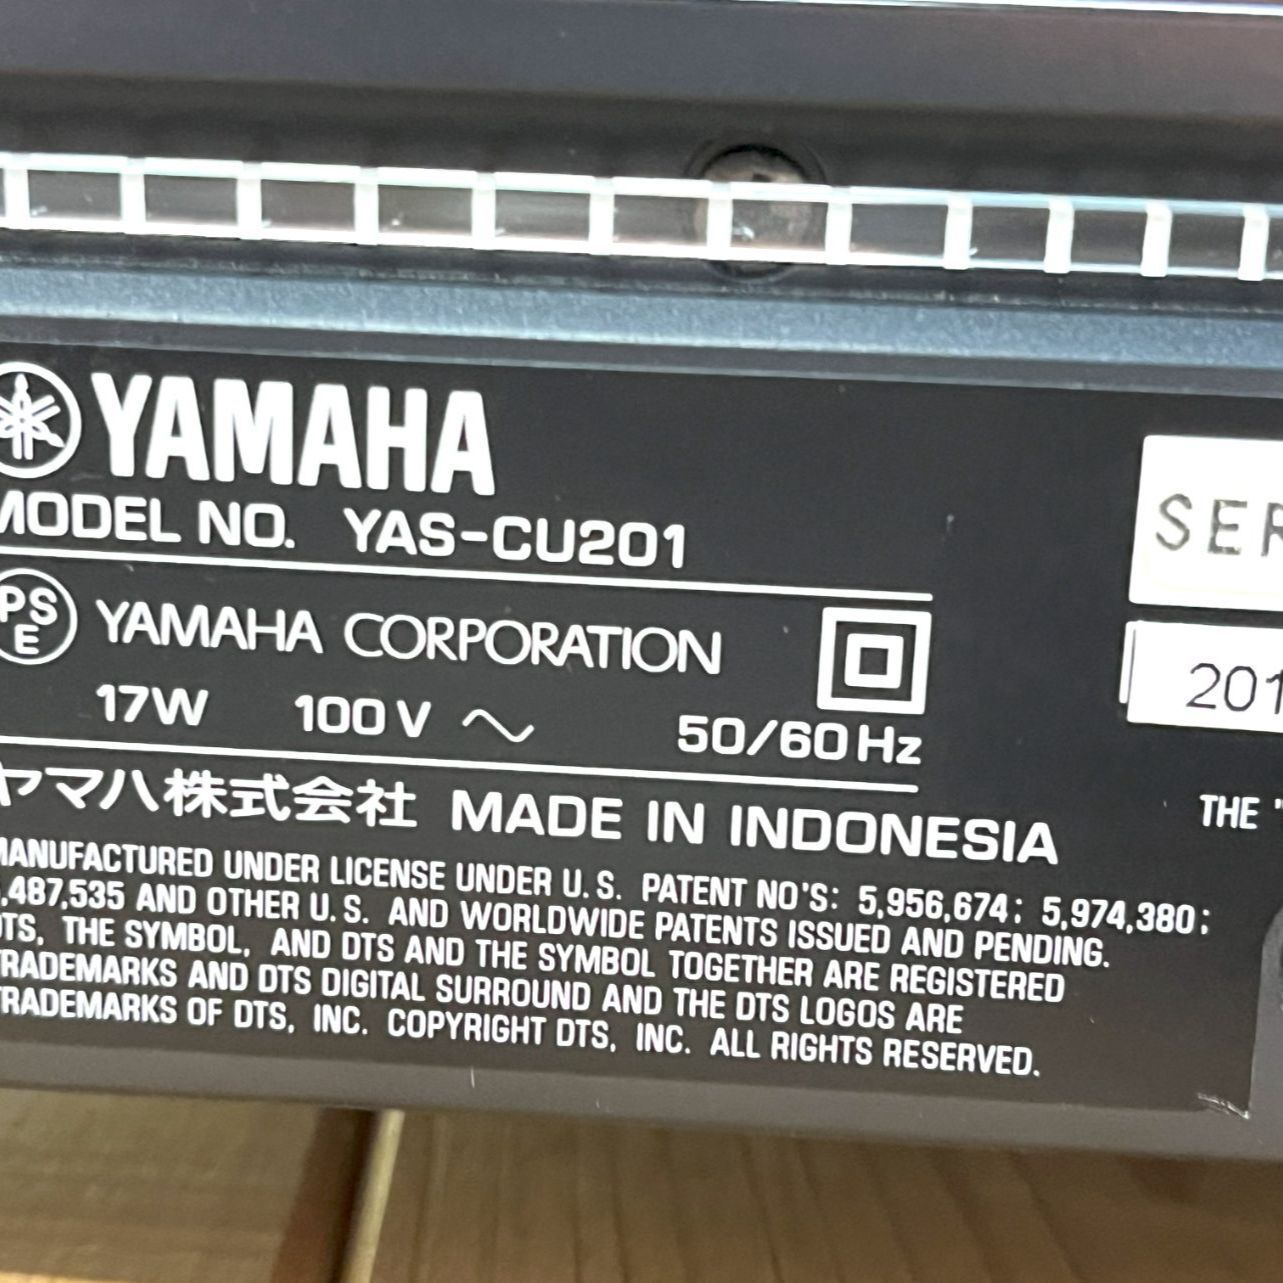 YAMAHA
MODEL NO. YAS-CU201
PSE YAMAHA CORPORATION
17W 100V ～ 50/60Hz
ヤマハ株式会社 MADE IN INDONESIA
MANUFACTURED UNDER LICENSE UNDER U.S. PATENT NO'S: 5,956,674; 5,974,380;
,487,535 AND OTHER U.S. AND WORLDWIDE PATENTS ISSUED AND PENDING.
DTS, THE SYMBOL, AND DTS AND THE SYMBOL TOGETHER ARE REGISTERED
TRADEMARKS AND DTS DIGITAL SURROUND AND THE DTS LOGOS ARE
TRADEMARKS OF DTS, INC. COPYRIGHT DTS, INC. ALL RIGHTS RESERVED.
SER
201
THE "